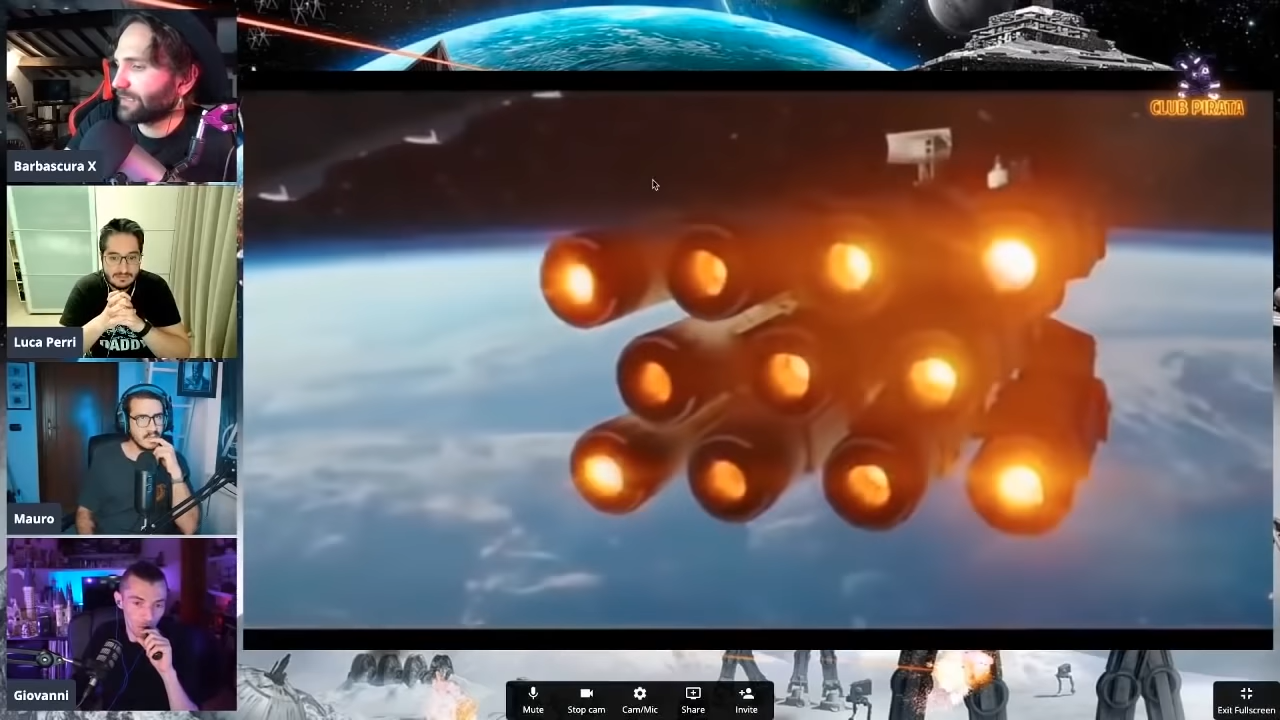 CLUB PIRATA
Barbascura X
Luca Perri
DADDY
Mauro
Giovanni
Mute
Stop cam
Cam/Mic
Share
Invite
Exit Fullscreen